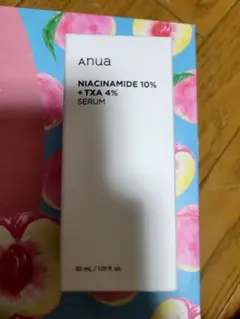 Anua
NIACINAMIDE 10%
+ TXA 4%
SERUM
30 mL / 1.01 fl. oz.